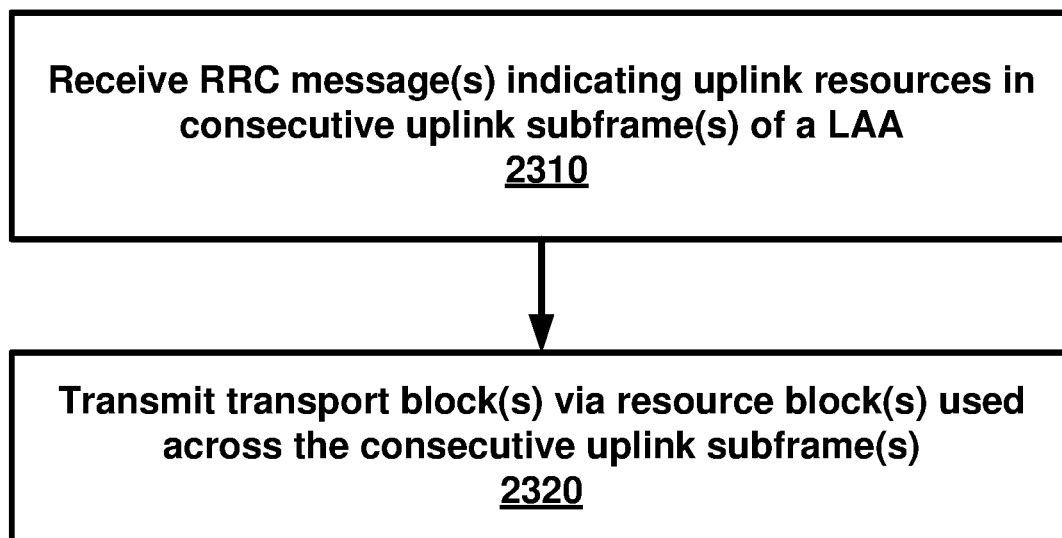 Receive RRC message(s) indicating uplink resources in
consecutive uplink subframe(s) of a LAA
2310
Transmit transport block(s) via resource block(s) used
across the consecutive uplink subframe(s)
2320